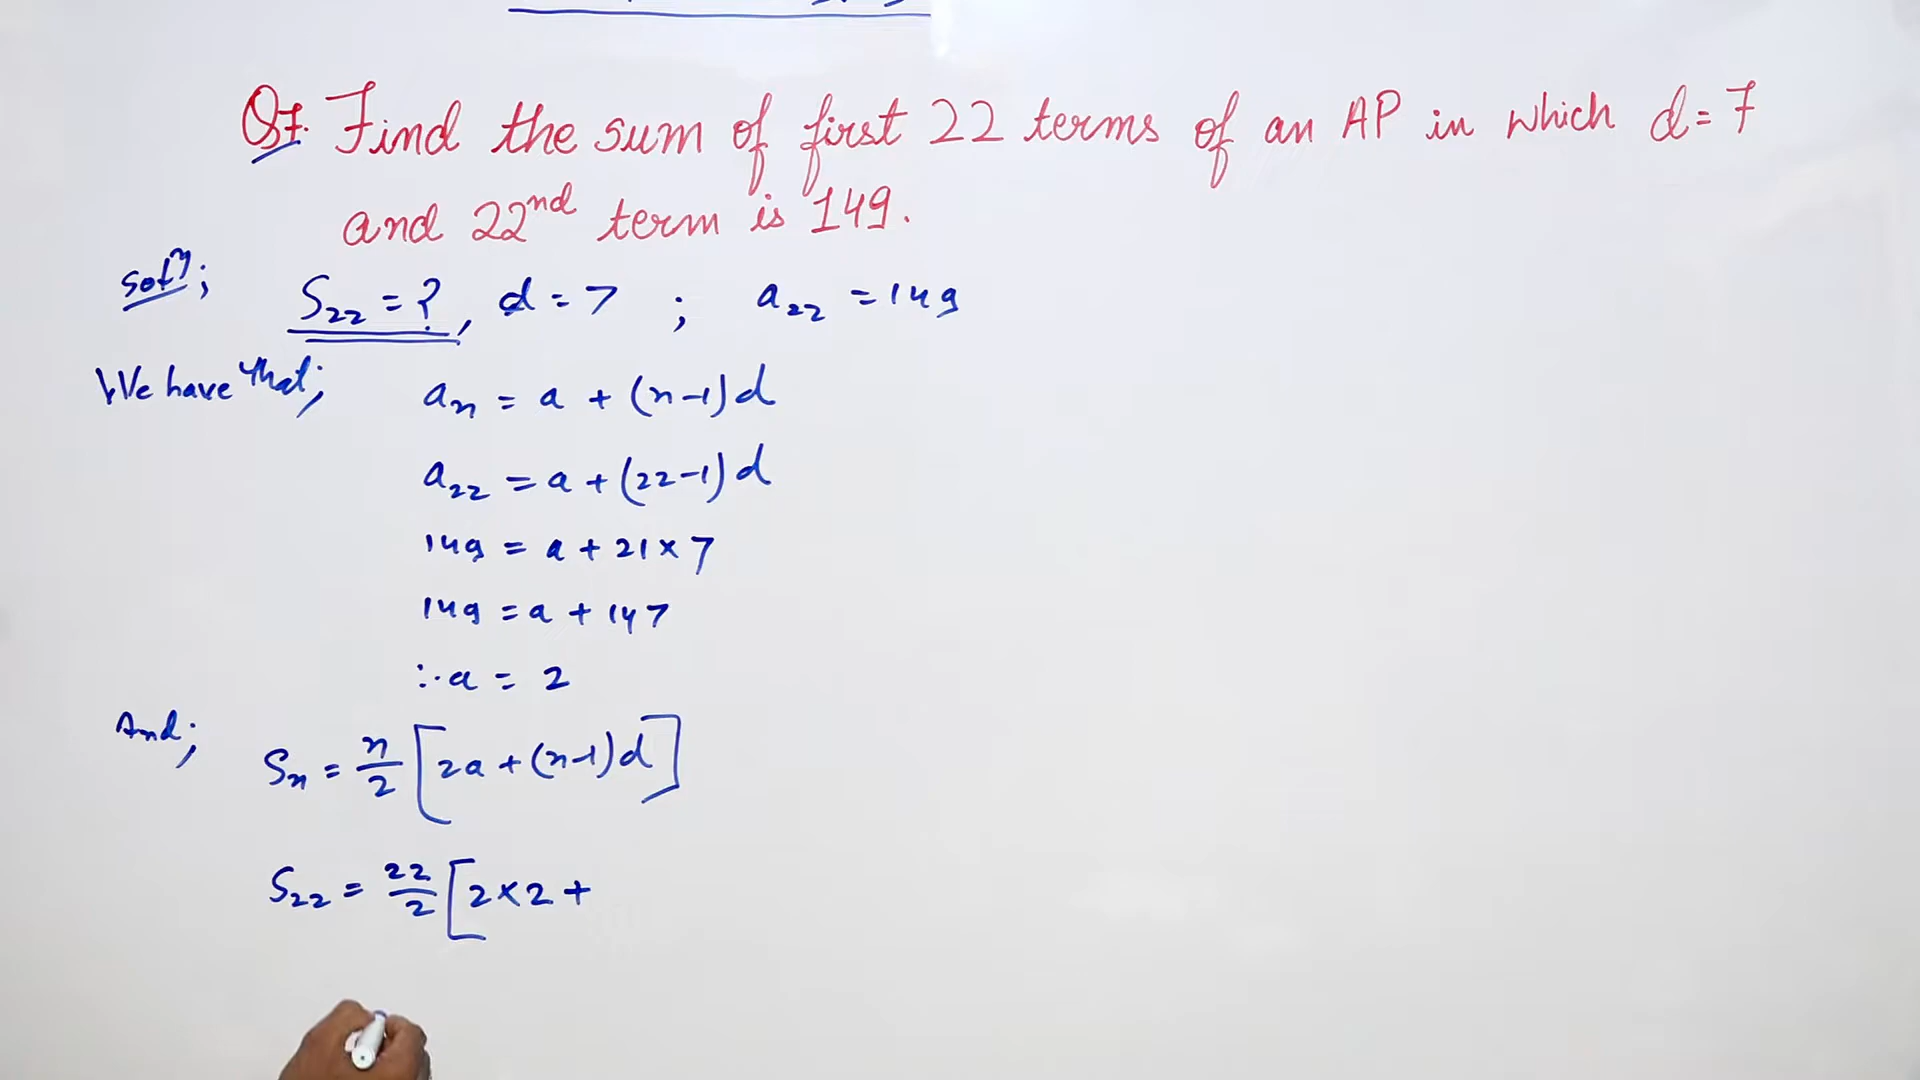 Q7. Find the sum of first 22 terms of an AP in which d = 7
and 22nd term is 149.
Solⁿ; S₂₂ = ?, d = 7 ; a₂₂ = 149
We have that; aₙ = a + (n-1)d
a₂₂ = a + (22-1)d
149 = a + 21 × 7
149 = a + 147
∴ a = 2
And; Sₙ = n/2 [2a + (n-1)d]
S₂₂ = 22/2 [2×2 +